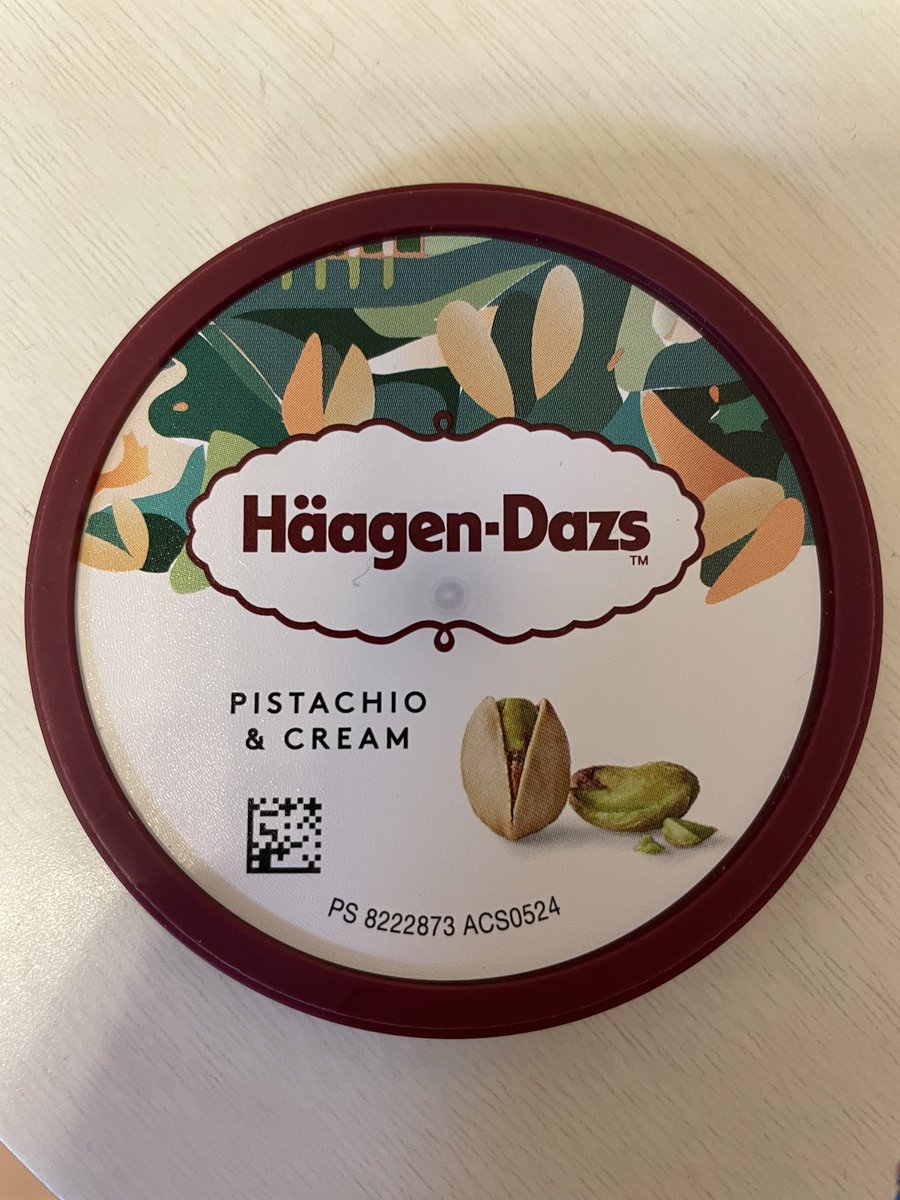 Häagen-Dazs
TM
PISTACHIO
& CREAM
PS 8222873 ACS0524